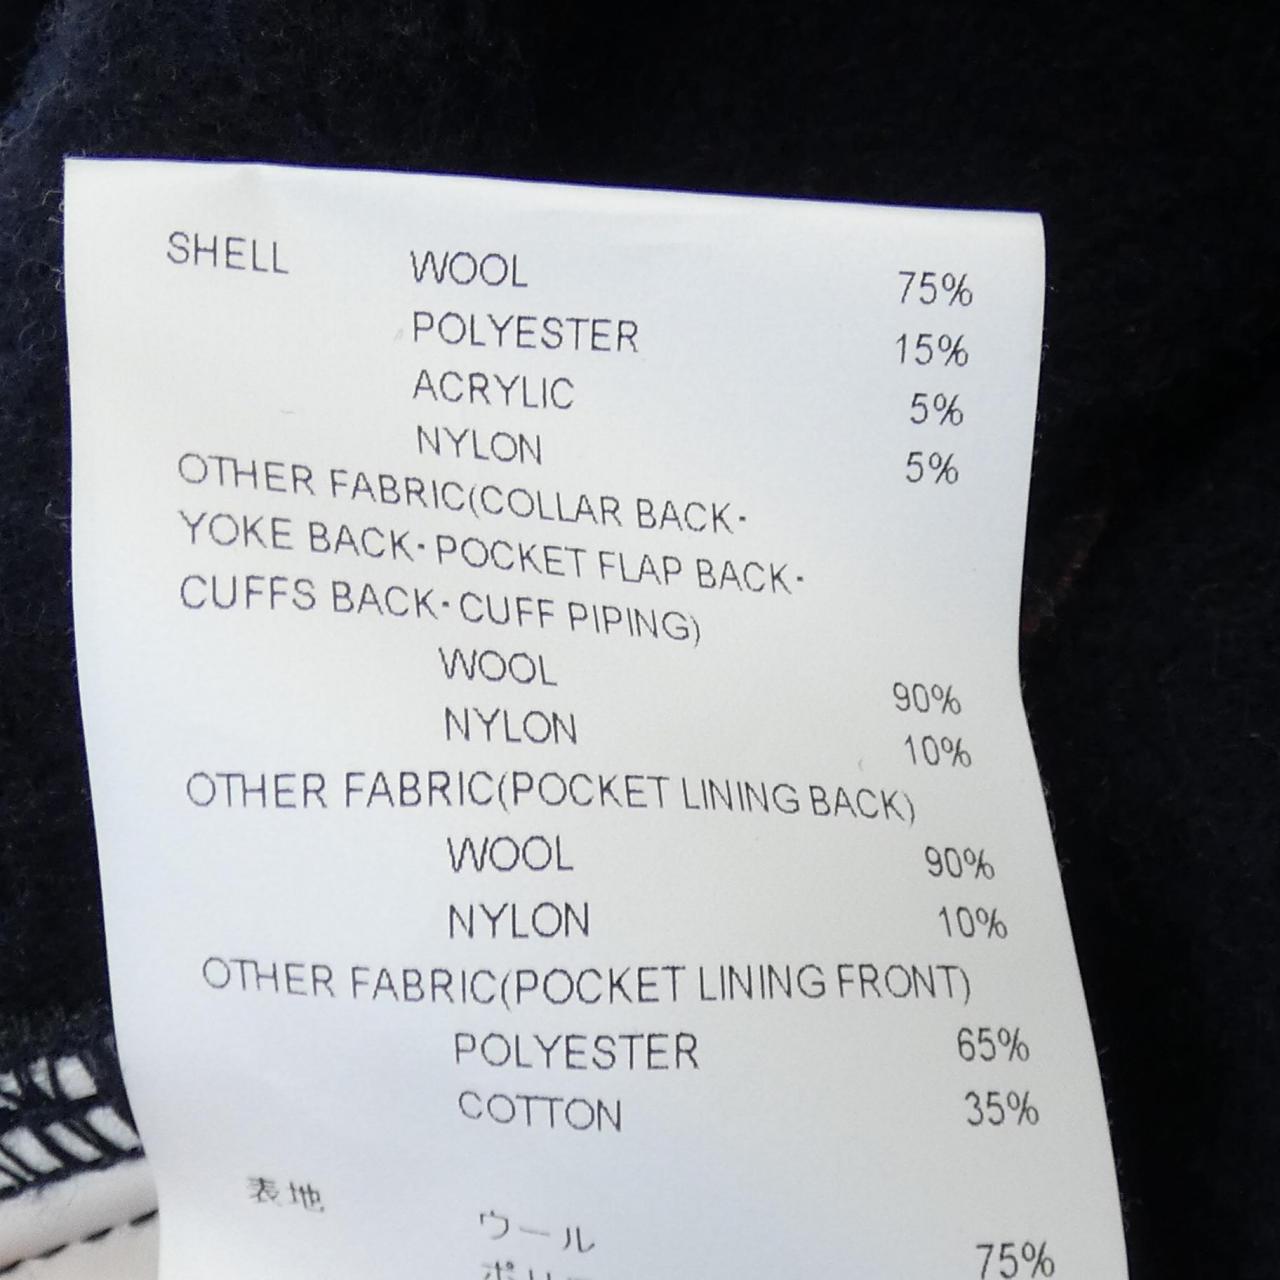 SHELL WOOL 75%
POLYESTER 15%
ACRYLIC 5%
NYLON 5%
OTHER FABRIC(COLLAR BACK・
YOKE BACK・POCKET FLAP BACK・
CUFFS BACK・CUFF PIPING)
WOOL 90%
NYLON 10%
OTHER FABRIC(POCKET LINING BACK)
WOOL 90%
NYLON 10%
OTHER FABRIC(POCKET LINING FRONT)
POLYESTER 65%
COTTON 35%
表地 ウール 75%